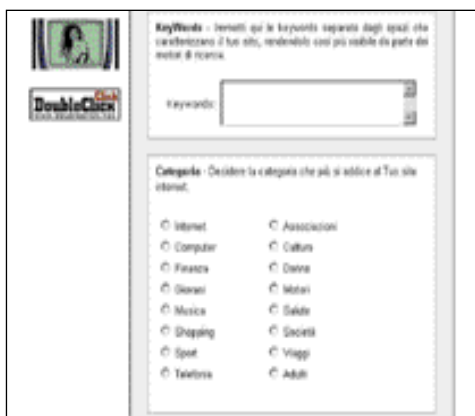 KeyWords - Immetti qui le keywords separate dagli spazi che
caratterizzano il tuo sito, rendendolo così più visibile da parte dei
motori di ricerca.
Keywords:
DoubleClick
Categoria - Decidere la categoria che più si addice al Tuo sito
internet.
Internet
Associazioni
Computer
Cultura
Finanza
Donna
Giovani
Motori
Musica
Salute
Shopping
Società
Sport
Viaggi
Telefonia
Adulti